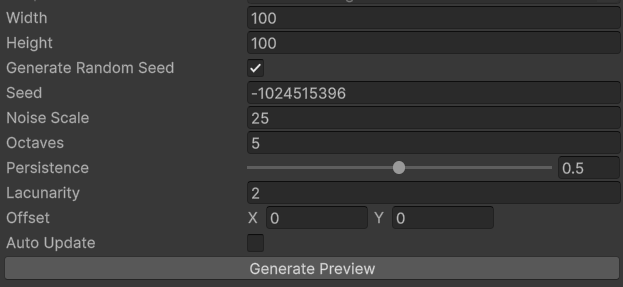 Width 100
Height 100
Generate Random Seed
Seed -1024515396
Noise Scale 25
Octaves 5
Persistence 0.5
Lacunarity 2
Offset X 0 Y 0
Auto Update
Generate Preview